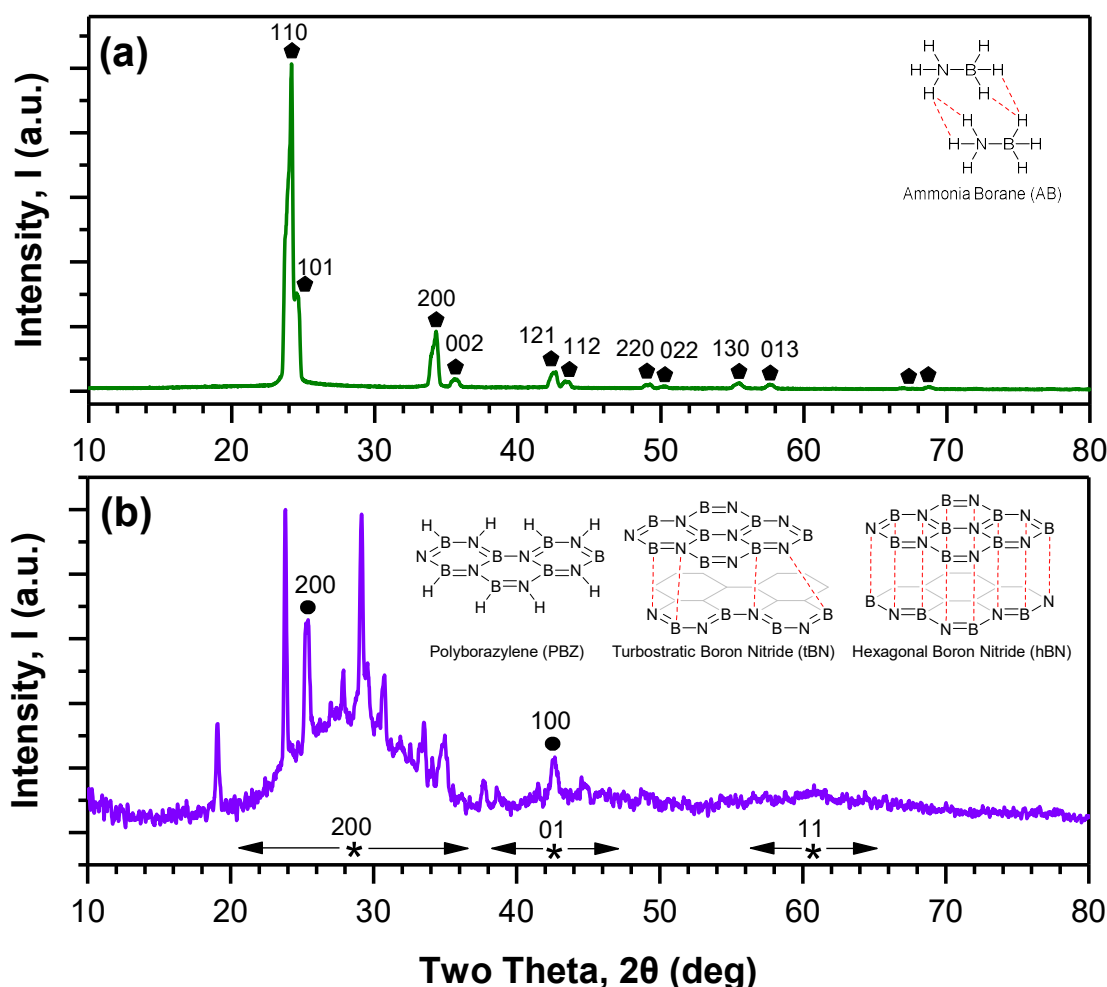 (a)
110
101
200
002
121
112
220
022
130
013
H
H
H N B H
H H
H H
H N B H
H H
Ammonia Borane (AB)
Intensity, I (a.u.)
10 20 30 40 50 60 70 80
(b)
200
100
H H H H
B N B N
N B N B
B N B N
H B N H
H H
Polyborazylene (PBZ)
B=N
B N B N
N B N B
B=N B=N
N B
B N B N B
N B
Turbostratic Boron Nitride (tBN)
B=N
B N B N
N B N B
B=N B=N
B N
N B N B
N=B N=B
Hexagonal Boron Nitride (hBN)
200
*
01
*
11
*
Intensity, I (a.u.)
10 20 30 40 50 60 70 80
Two Theta, 2θ (deg)